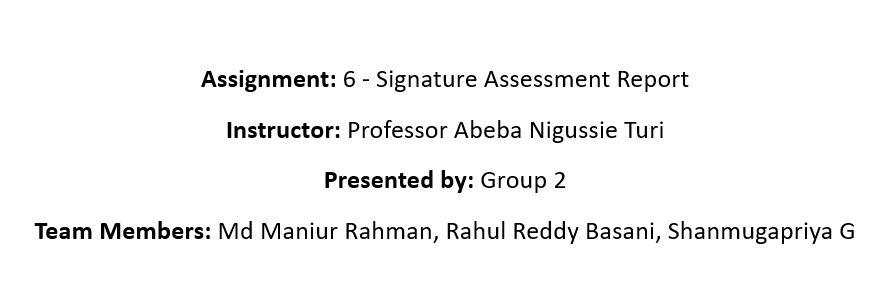 Assignment: 6 - Signature Assessment Report
Instructor: Professor Abeba Nigussie Turi
Presented by: Group 2
Team Members: Md Maniur Rahman, Rahul Reddy Basani, Shanmugapriya G